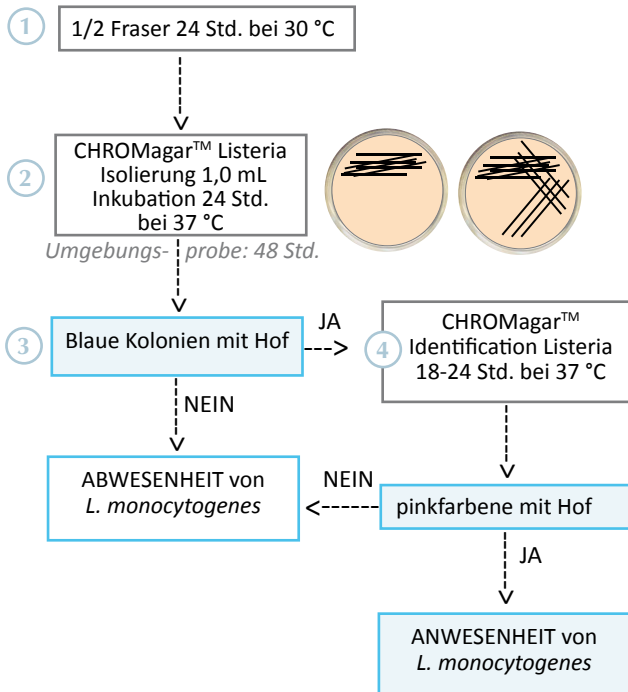 1
1/2 Fraser 24 Std. bei 30 °C
2
CHROMagar™ Listeria
Isolierung 1,0 mL
Inkubation 24 Std.
bei 37 °C
Umgebungs- probe: 48 Std.
3
Blaue Kolonien mit Hof
JA
4
CHROMagar™
Identification Listeria
18-24 Std. bei 37 °C
NEIN
ABWESENHEIT von
L. monocytogenes
NEIN
pinkfarbene mit Hof
JA
ANWESENHEIT von
L. monocytogenes